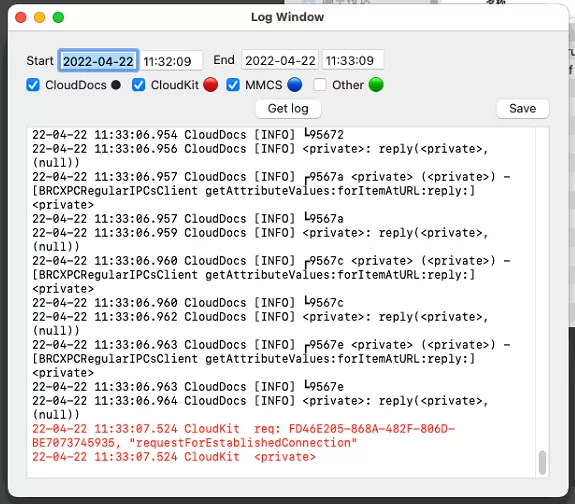 Log Window
Start 2022-04-22 11:32:09 End 2022-04-22 11:33:09
CloudDocs CloudKit MMCS Other
Get log Save
22-04-22 11:33:06.954 CloudDocs [INFO] ┗95672
22-04-22 11:33:06.956 CloudDocs [INFO] <private>: reply(<private>,
(null))
22-04-22 11:33:06.957 CloudDocs [INFO] ┏9567a <private> (<private>) –
[BRCXPCRegularIPCsClient getAttributeValues:forItemAtURL:reply:]
<private>
22-04-22 11:33:06.957 CloudDocs [INFO] ┗9567a
22-04-22 11:33:06.959 CloudDocs [INFO] <private>: reply(<private>,
(null))
22-04-22 11:33:06.960 CloudDocs [INFO] ┏9567c <private> (<private>) –
[BRCXPCRegularIPCsClient getAttributeValues:forItemAtURL:reply:]
<private>
22-04-22 11:33:06.960 CloudDocs [INFO] ┗9567c
22-04-22 11:33:06.962 CloudDocs [INFO] <private>: reply(<private>,
(null))
22-04-22 11:33:06.963 CloudDocs [INFO] ┏9567e <private> (<private>) –
[BRCXPCRegularIPCsClient getAttributeValues:forItemAtURL:reply:]
<private>
22-04-22 11:33:06.963 CloudDocs [INFO] ┗9567e
22-04-22 11:33:06.964 CloudDocs [INFO] <private>: reply(<private>,
(null))
22-04-22 11:33:07.524 CloudKit req: FD46E205-868A-482F-806D-
BE7073745935, "requestForEstablishedConnection"
22-04-22 11:33:07.524 CloudKit <private>